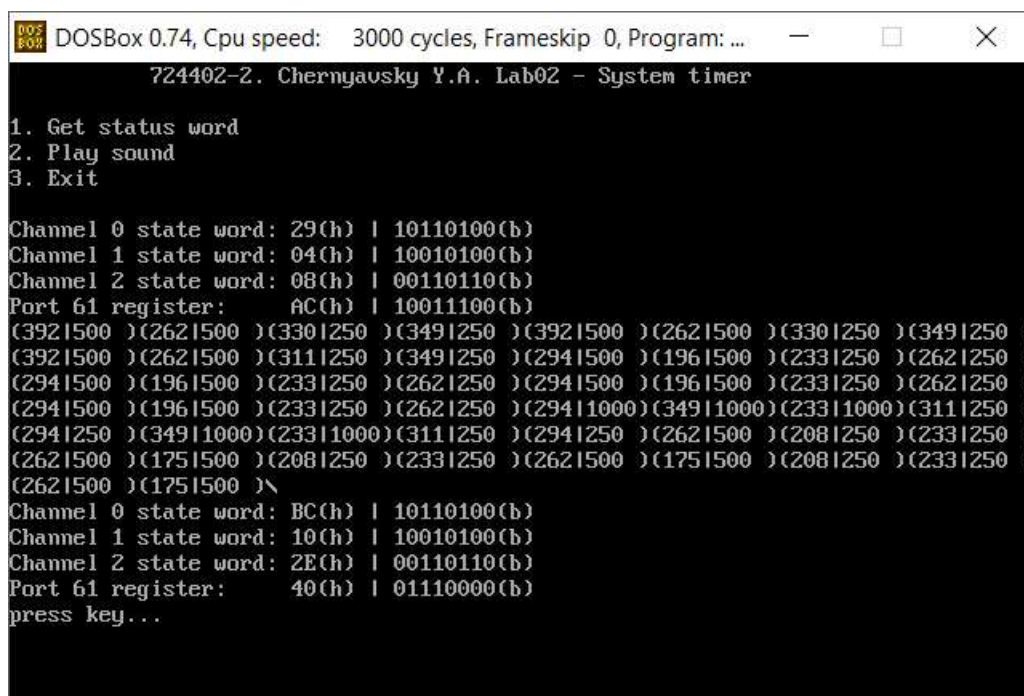 DOS BOX DOSBox 0.74, Cpu speed: 3000 cycles, Frameskip 0, Program: ...
724402-2. Chernyavsky Y.A. Lab02 - System timer
1. Get status word
2. Play sound
3. Exit
Channel 0 state word: 29(h) | 10110100(b)
Channel 1 state word: 04(h) | 10010100(b)
Channel 2 state word: 08(h) | 00110110(b)
Port 61 register: AC(h) | 10011100(b)
(392|500 )(262|500 )(330|250 )(349|250 )(392|500 )(262|500 )(330|250 )(349|250
(392|500 )(262|500 )(311|250 )(349|250 )(294|500 )(196|500 )(233|250 )(262|250
(294|500 )(196|500 )(233|250 )(262|250 )(294|500 )(196|500 )(233|250 )(262|250
(294|500 )(196|500 )(233|250 )(262|250 )(294|1000)(349|1000)(233|1000)(311|250
(294|250 )(349|1000)(233|1000)(311|250 )(294|250 )(262|500 )(208|250 )(233|250
(262|500 )(175|500 )(208|250 )(233|250 )(262|500 )(175|500 )(208|250 )(233|250
(262|500 )(175|500 )\
Channel 0 state word: BC(h) | 10110100(b)
Channel 1 state word: 10(h) | 10010100(b)
Channel 2 state word: 2E(h) | 00110110(b)
Port 61 register: 40(h) | 01110000(b)
press key...